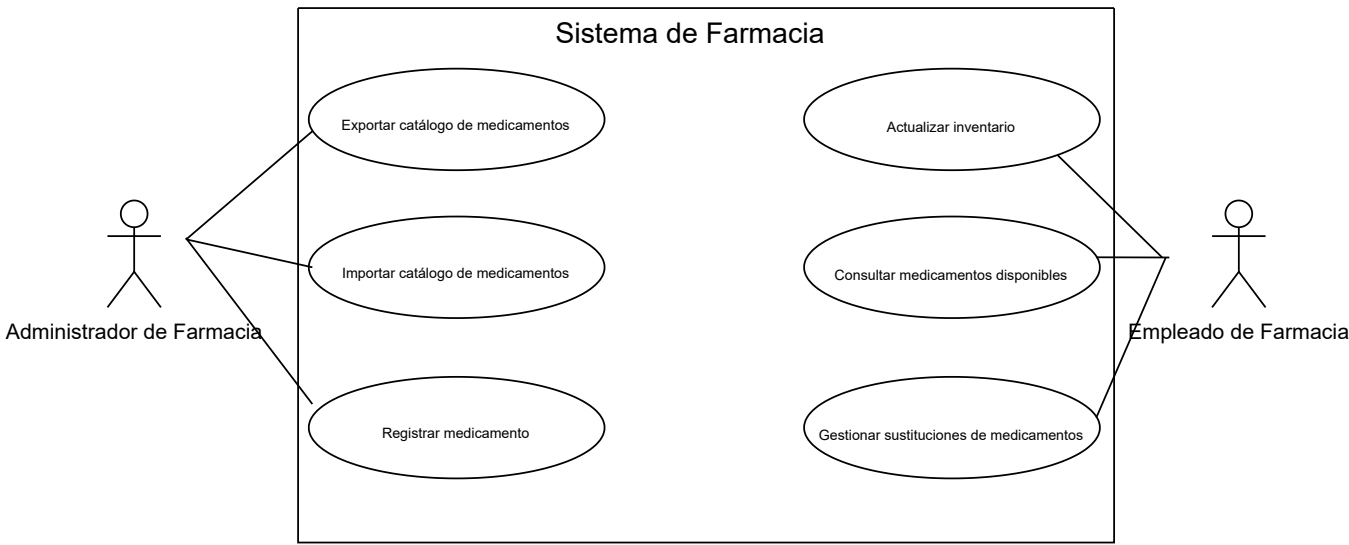 Sistema de Farmacia
Exportar catálogo de medicamentos
Actualizar inventario
Importar catálogo de medicamentos
Consultar medicamentos disponibles
Administrador de Farmacia
Empleado de Farmacia
Registrar medicamento
Gestionar sustituciones de medicamentos